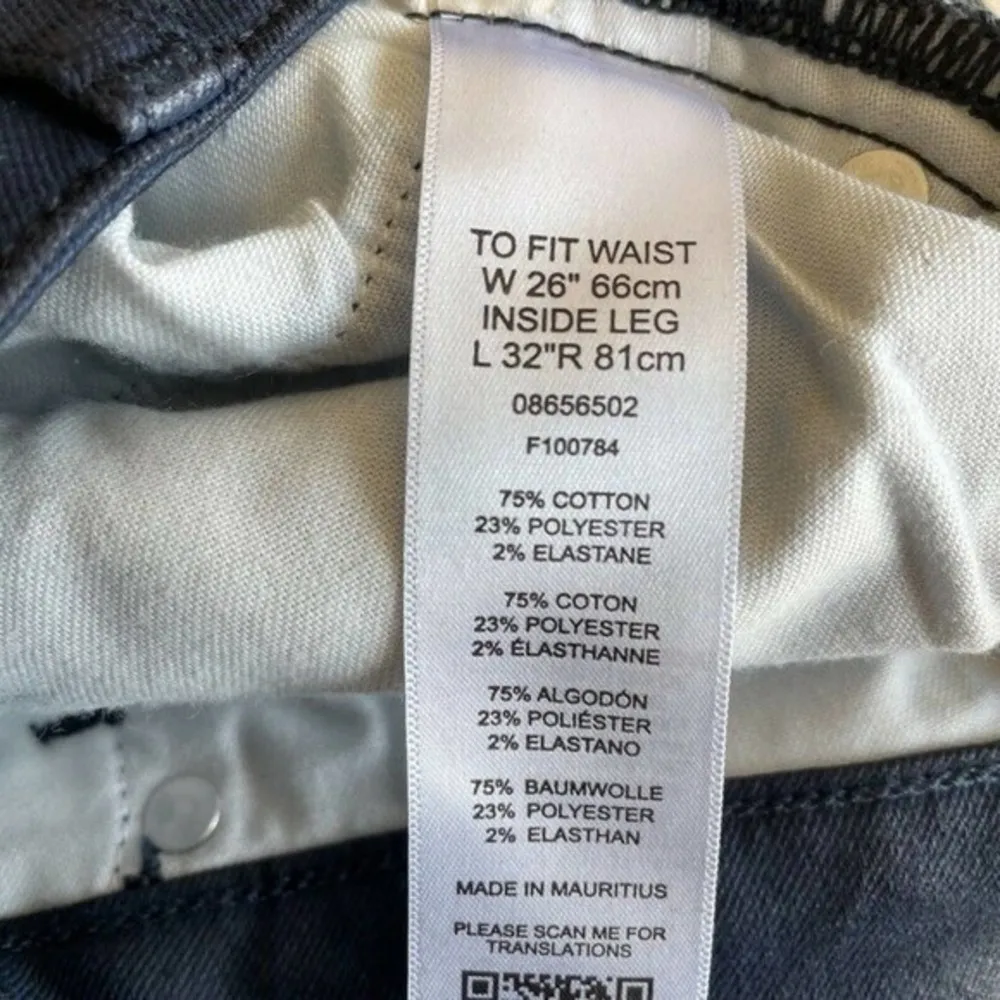 TO FIT WAIST
W 26" 66cm
INSIDE LEG
L 32"R 81cm
08656502
F100784
75% COTTON
23% POLYESTER
2% ELASTANE
75% COTON
23% POLYESTER
2% ÉLASTHANNE
75% ALGODÓN
23% POLIÉSTER
2% ELASTANO
75% BAUMWOLLE
23% POLYESTER
2% ELASTHAN
MADE IN MAURITIUS
PLEASE SCAN ME FOR
TRANSLATIONS